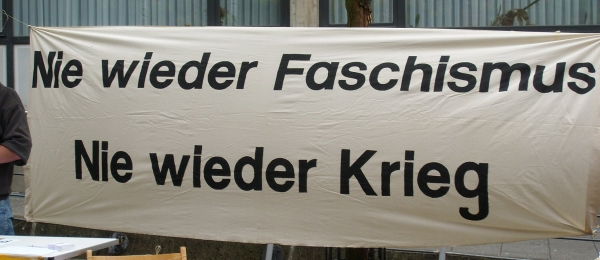 Nie wieder Faschismus
Nie wieder Krieg